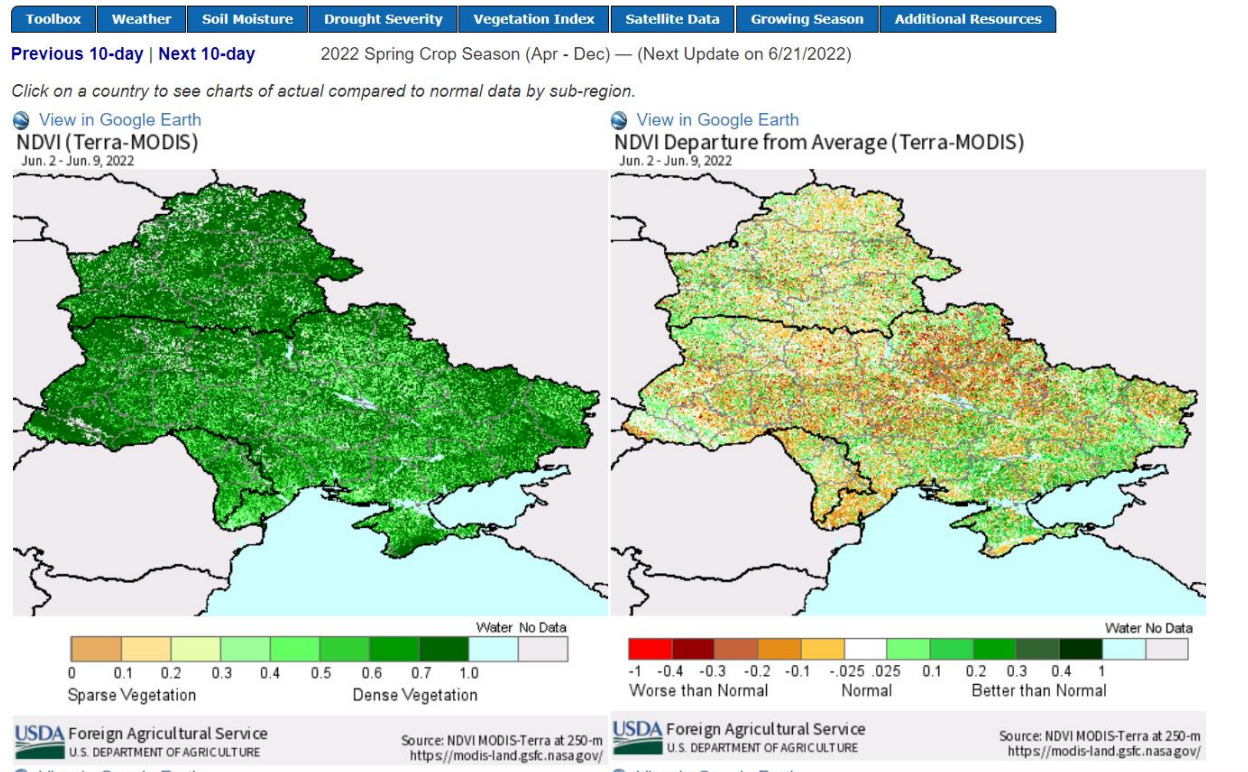 Toolbox Weather Soil Moisture Drought Severity Vegetation Index Satellite Data Growing Season Additional Resources
Previous 10-day | Next 10-day 2022 Spring Crop Season (Apr - Dec) — (Next Update on 6/21/2022)
Click on a country to see charts of actual compared to normal data by sub-region.
View in Google Earth
NDVI (Terra-MODIS)
Jun. 2 - Jun. 9, 2022
Water No Data
0 0.1 0.2 0.3 0.4 0.5 0.6 0.7 1.0
Sparse Vegetation Dense Vegetation
USDA Foreign Agricultural Service
U.S. DEPARTMENT OF AGRICULTURE
Source: NDVI MODIS-Terra at 250-m
https://modis-land.gsfc.nasa.gov/
View in Google Earth
View in Google Earth
NDVI Departure from Average (Terra-MODIS)
Jun. 2 - Jun. 9, 2022
Water No Data
-1 -0.4 -0.3 -0.2 -0.1 -.025 .025 0.1 0.2 0.3 0.4 1
Worse than Normal Normal Better than Normal
USDA Foreign Agricultural Service
U.S. DEPARTMENT OF AGRICULTURE
Source: NDVI MODIS-Terra at 250-m
https://modis-land.gsfc.nasa.gov/
View in Google Earth